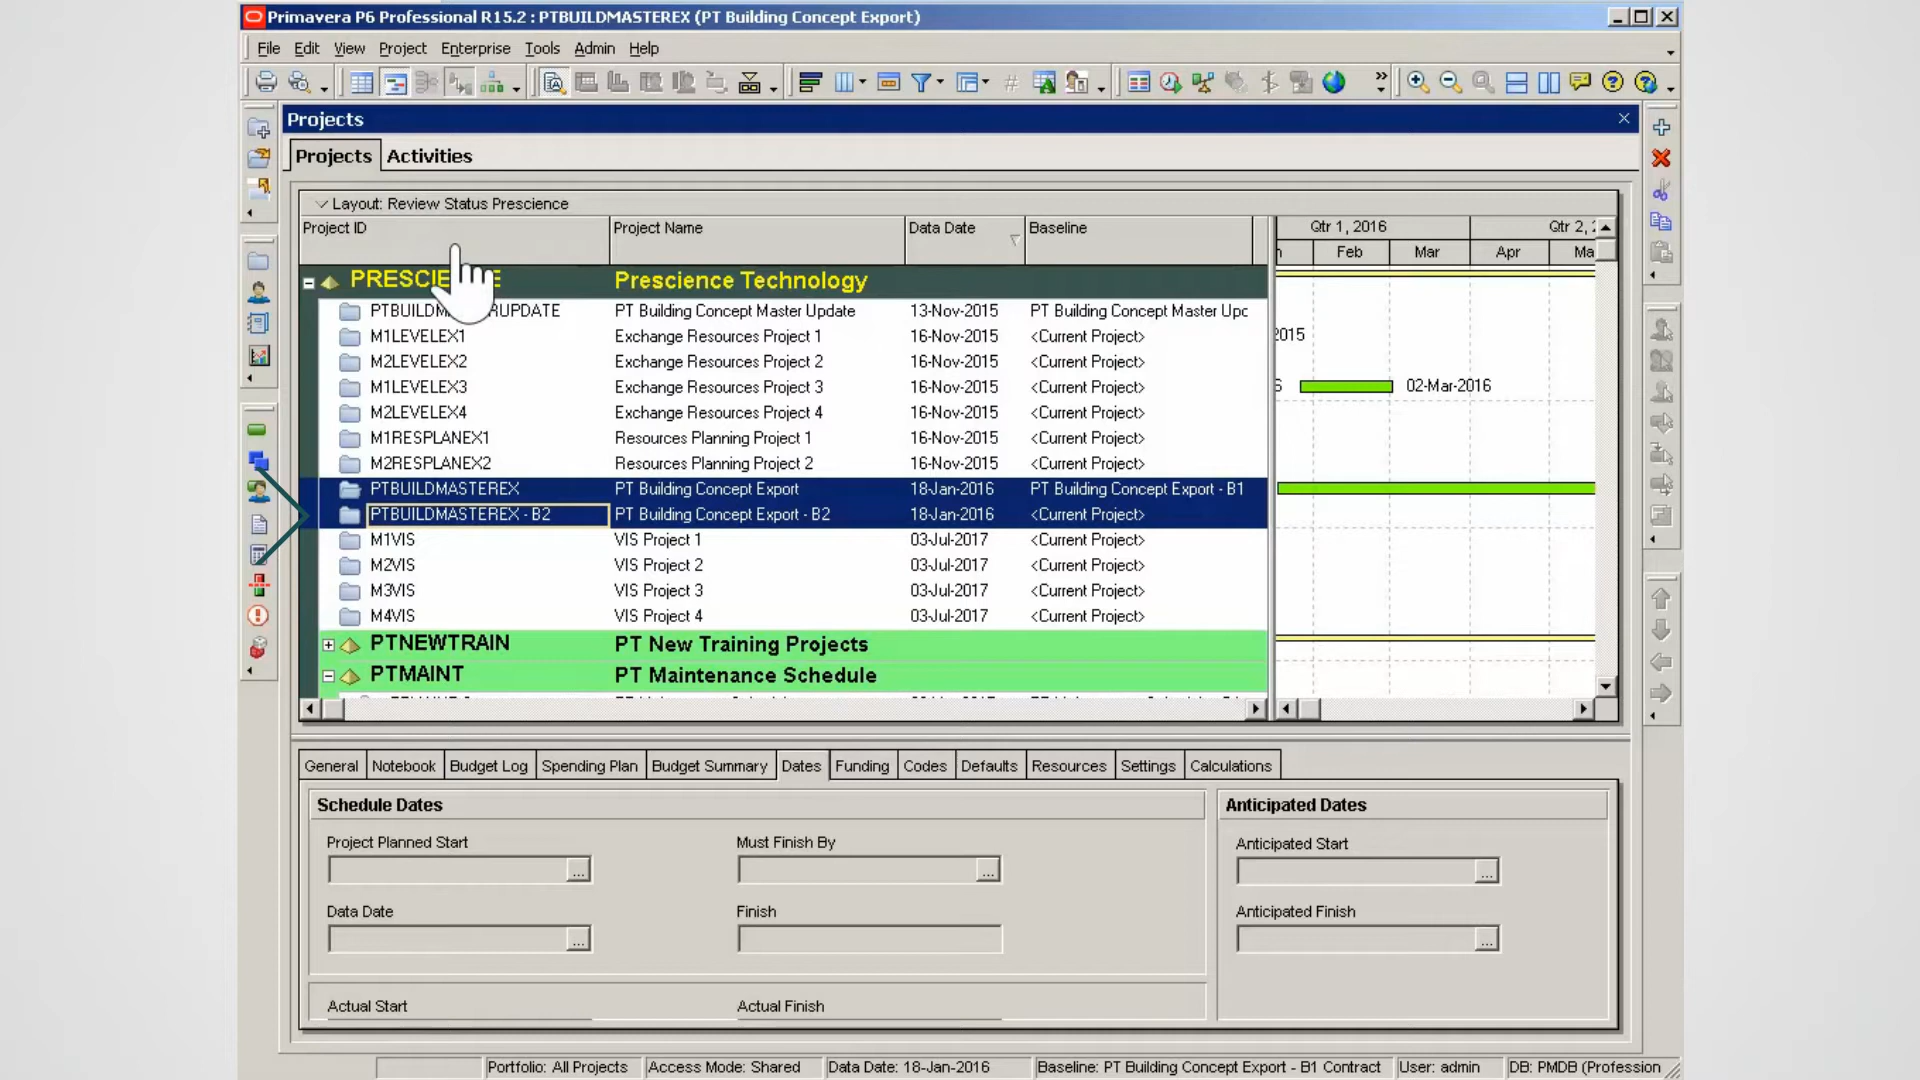 Primavera P6 Professional R15.2 : PTBUILDMASTEREX (PT Building Concept Export)
File Edit View Project Enterprise Tools Admin Help
Projects
Projects Activities
Layout: Review Status Prescience
Project ID Project Name Data Date Baseline Qtr 1, 2016 Qtr 2,
Feb Mar Apr Ma
Prescience Technology
PT Building Concept Master Update 13-Nov-2015 PT Building Concept Master Upc
M1LEVELEX1 Exchange Resources Project 1 16-Nov-2015 <Current Project> 2015
M2LEVELEX2 Exchange Resources Project 2 16-Nov-2015 <Current Project>
M1LEVELEX3 Exchange Resources Project 3 16-Nov-2015 <Current Project> 6 02-Mar-2016
M2LEVELEX4 Exchange Resources Project 4 16-Nov-2015 <Current Project>
M1RESPLANEX1 Resources Planning Project 1 16-Nov-2015 <Current Project>
M2RESPLANEX2 Resources Planning Project 2 16-Nov-2015 <Current Project>
PTBUILDMASTEREX PT Building Concept Export 18-Jan-2016 PT Building Concept Export - B1
PTBUILDMASTEREX - B2 PT Building Concept Export - B2 18-Jan-2016 <Current Project>
M1VIS VIS Project 1 03-Jul-2017 <Current Project>
M2VIS VIS Project 2 03-Jul-2017 <Current Project>
M3VIS VIS Project 3 03-Jul-2017 <Current Project>
M4VIS VIS Project 4 03-Jul-2017 <Current Project>
PTNEWTRAIN PT New Training Projects
PTMAINT PT Maintenance Schedule
General Notebook Budget Log Spending Plan Budget Summary Dates Funding Codes Defaults Resources Settings Calculations
Schedule Dates Anticipated Dates
Project Planned Start Must Finish By Anticipated Start
Data Date Finish Anticipated Finish
Actual Start Actual Finish
Portfolio: All Projects Access Mode: Shared Data Date: 18-Jan-2016 Baseline: PT Building Concept Export - B1 Contract User: admin DB: PMDB (Profession